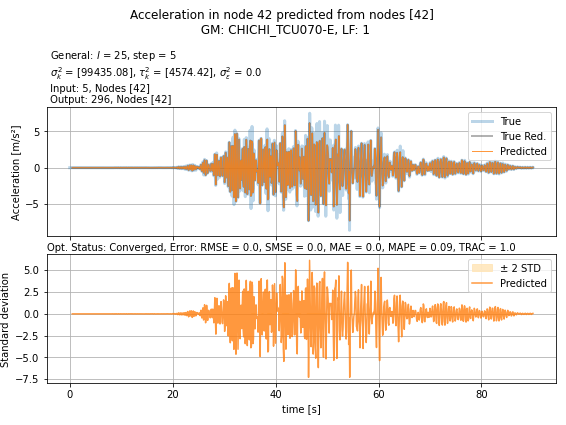 Acceleration in node 42 predicted from nodes [42]
GM: CHICHI_TCU070-E, LF: 1
General: l = 25, step = 5
σ²ₖ = [99435.08], τ²ₖ = [4574.42], σ²_ε = 0.0
Input: 5, Nodes [42]
Output: 296, Nodes [42]
Acceleration [m/s²]
5
0
−5
True
True Red.
Predicted
Opt. Status: Converged, Error: RMSE = 0.0, SMSE = 0.0, MAE = 0.0, MAPE = 0.09, TRAC = 1.0
Standard deviation
5.0
2.5
0.0
−2.5
−5.0
−7.5
± 2 STD
Predicted
0 20 40 60 80
time [s]